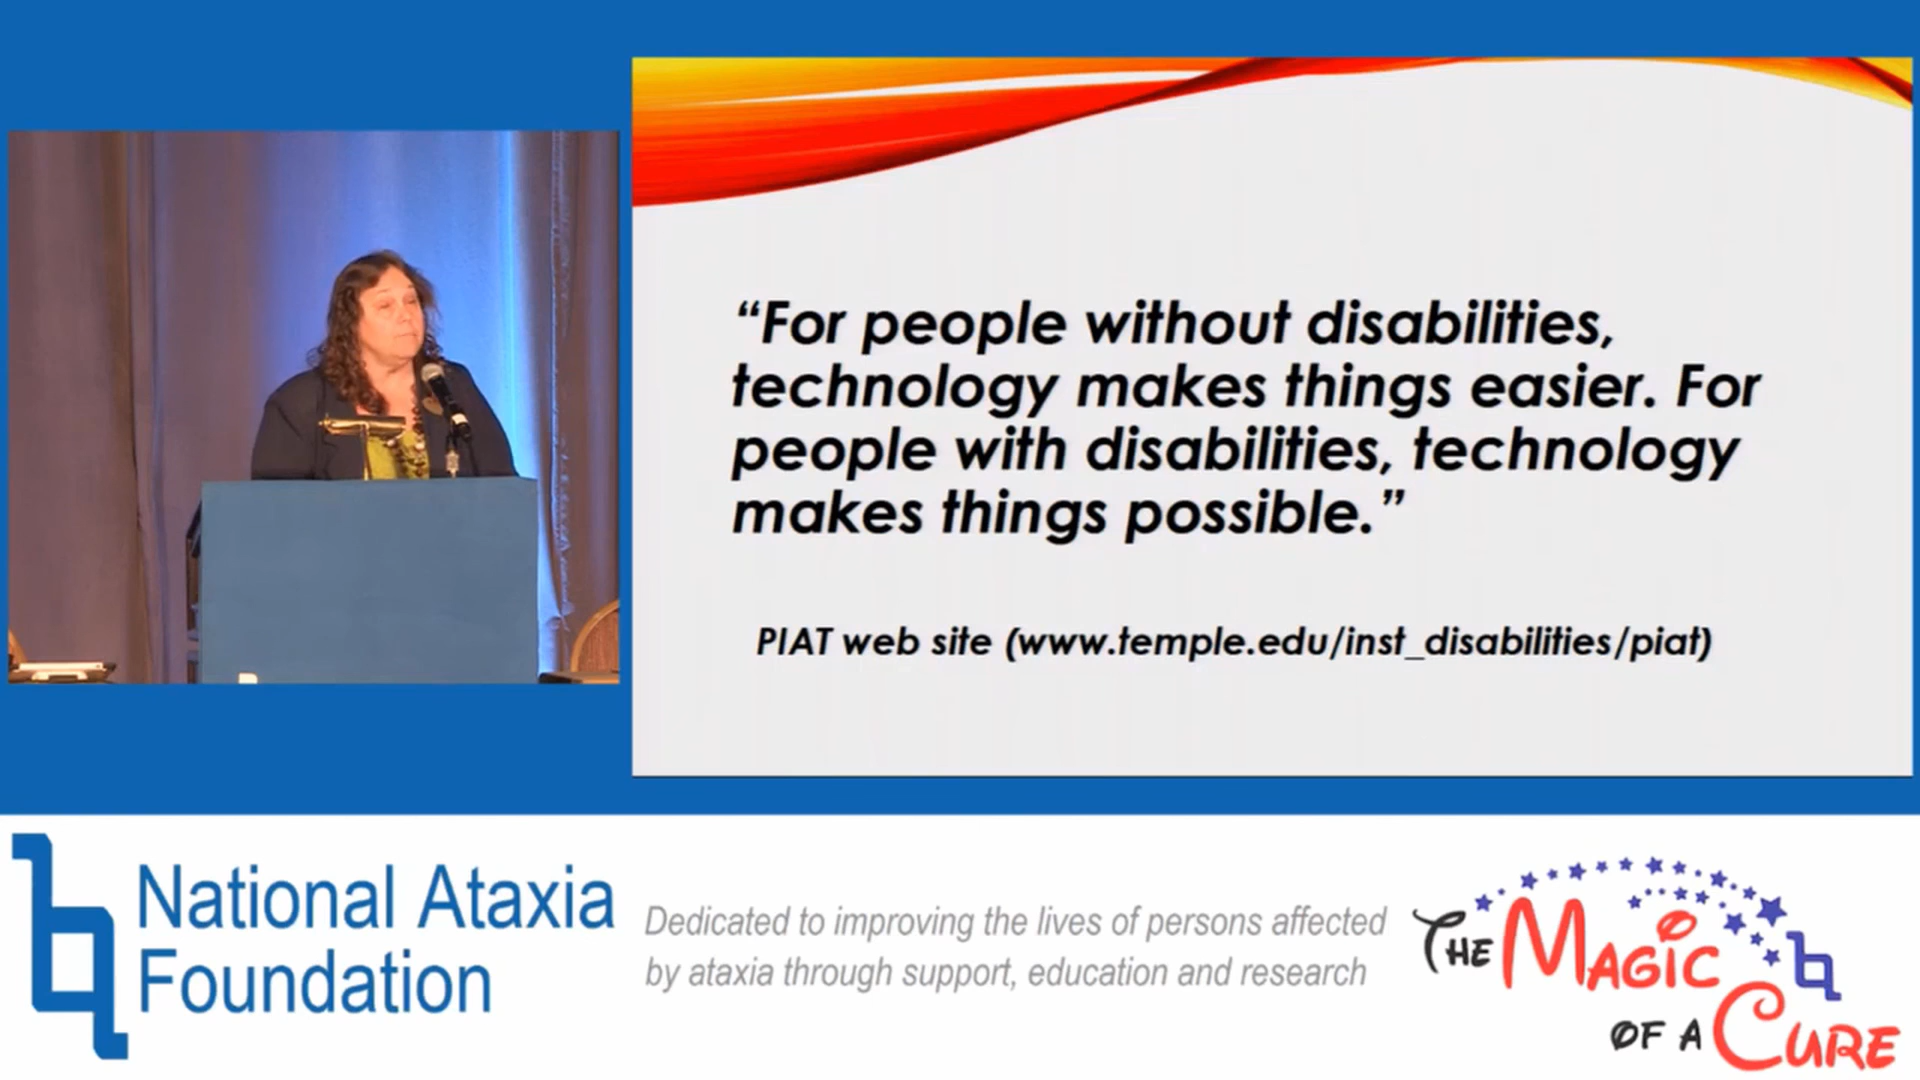 “For people without disabilities,
technology makes things easier. For
people with disabilities, technology
makes things possible.”
PIAT web site (www.temple.edu/inst_disabilities/piat)
National Ataxia
Foundation
Dedicated to improving the lives of persons affected
by ataxia through support, education and research
THE MAGIC
OF A CURE